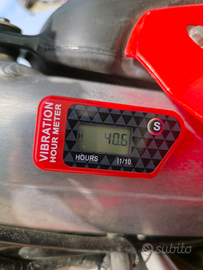 VIBRATION
HOUR METER
40.6
S
HOURS
1/10
subito